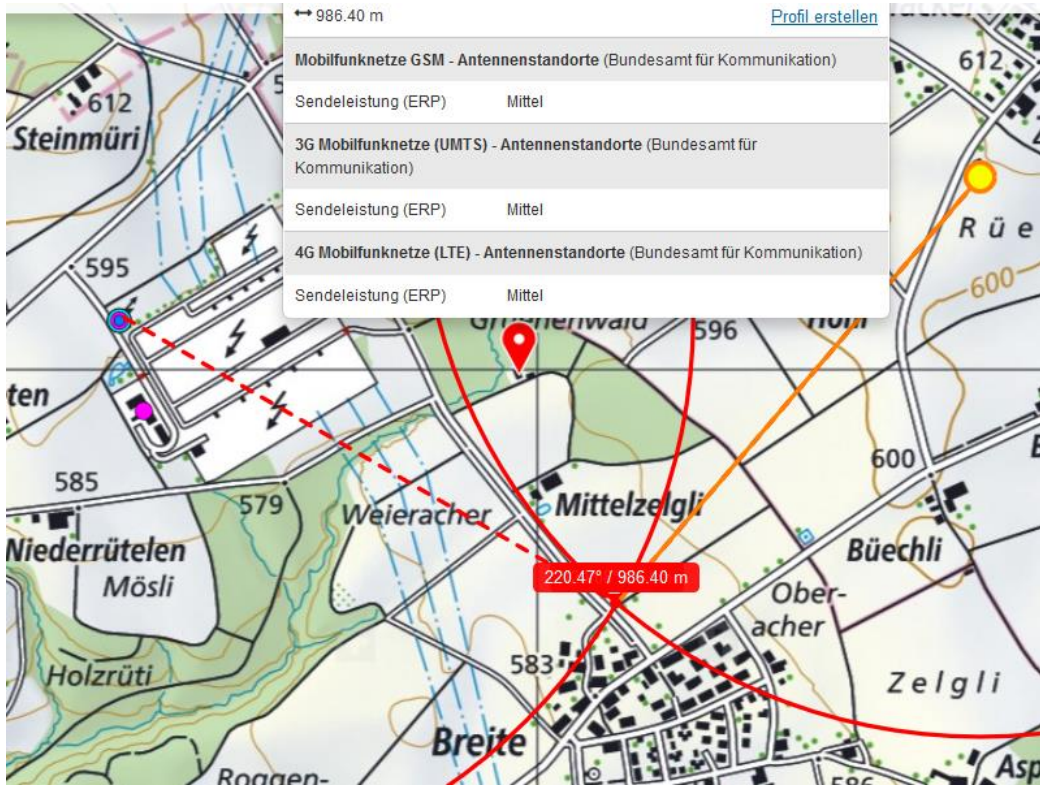 ↔ 986.40 m Profil erstellen
Mobilfunknetze GSM - Antennenstandorte (Bundesamt für Kommunikation)
Sendeleistung (ERP) Mittel
3G Mobilfunknetze (UMTS) - Antennenstandorte (Bundesamt für
Kommunikation)
Sendeleistung (ERP) Mittel
4G Mobilfunknetze (LTE) - Antennenstandorte (Bundesamt für Kommunikation)
Sendeleistung (ERP) Mittel
612
612
Steinmüri
Rüe
595
600
596
ten
600
585
579
Weieracher
Mittelzelgli
Niederrütelen
Büechli
Mösli
220.47° / 986.40 m
Ober-
acher
583
Holzrüti
Zelgli
Breite
Asp
Roggen-
586